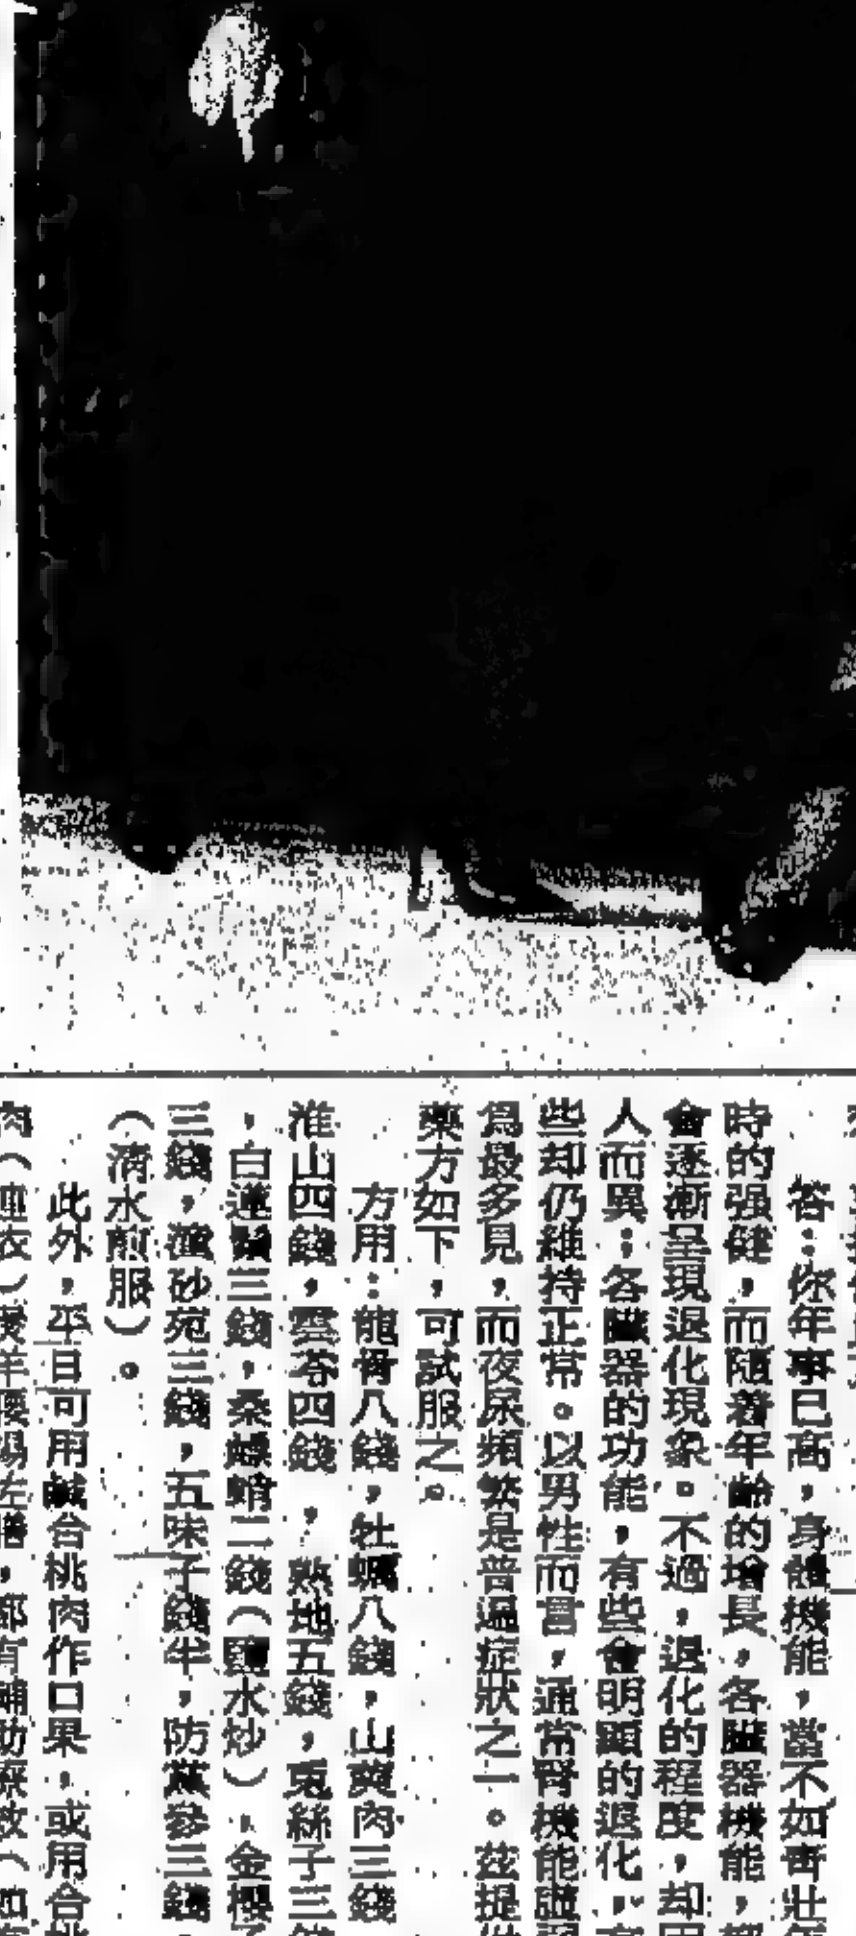 答：你年事已高，身體機能，當不如靑壯年
時的强健，而隨着年齡的增長，各臟器機能，都
會逐漸呈現退化現象。不過，退化的程度，却因
人而異；各臟器的功能，有些會明顯的退化，有
些却仍維持正常。以男性而言，通常腎機能
爲最多見，而夜尿頻繁是普遍症狀之一。茲提供
藥方如下，可試服之。
方用：龍骨八錢，牡蠣八錢，山萸肉三錢
淮山四錢，雲苓四錢，熟地五錢，兎絲子三錢
，白蓮鬚三錢，桑螵蛸二錢（鹽水炒），金櫻子
三錢，潼砂苑三錢，五味子錢半，防黨參三錢，
（清水煎服）。
此外，平日可用鹹合桃肉作口果，或用合桃
肉（連衣）煲羊腰湯佐膳，都有補助療效（如